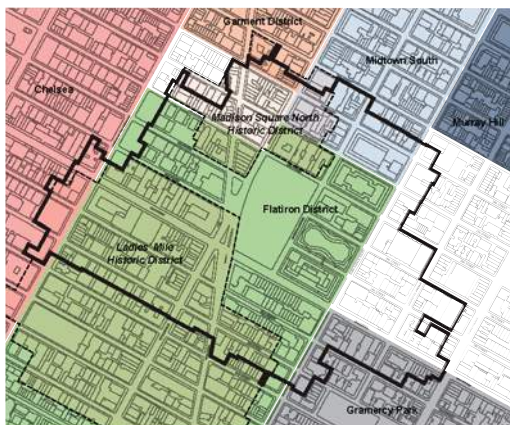 Garment District
Midtown South
Chelsea
Madison Square North
Historic District
Murray Hill
Flatiron District
Ladies' Mile
Historic District
Gramercy Park